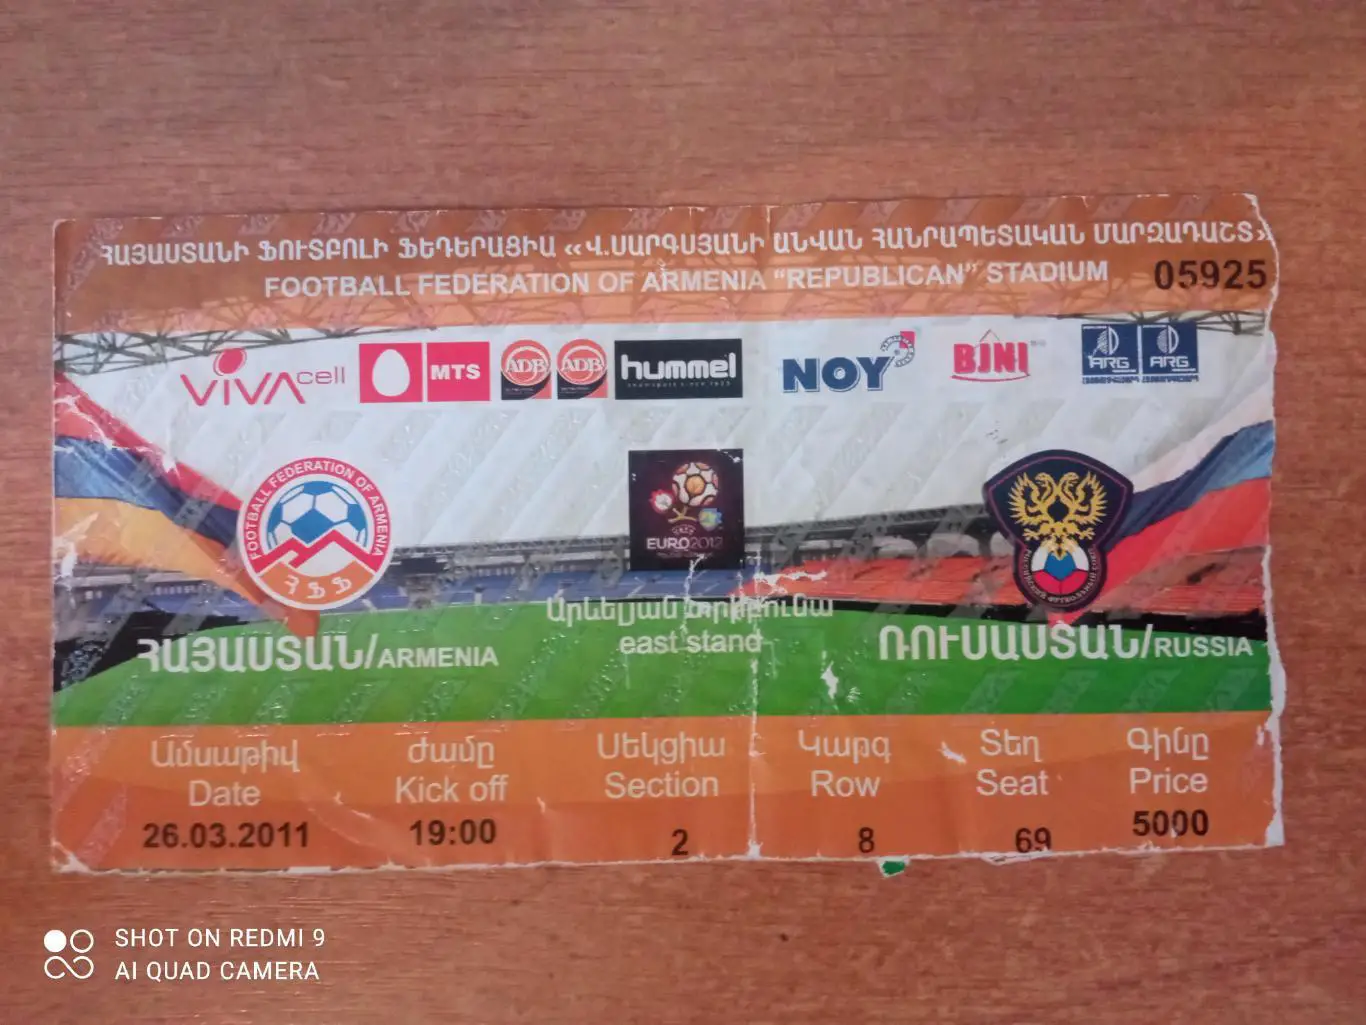 ՀԱՅԱՍՏԱՆԻ ՖՈՒՏԲՈԼԻ ՖԵԴԵՐԱՑԻԱ «Վ.ՍԱՐԳՍՅԱՆԻ ԱՆՎԱՆ ՀԱՆՐԱՊԵՏԱԿԱՆ ՄԱՐԶԱԴԱՇՏ»
FOOTBALL FEDERATION OF ARMENIA "REPUBLICAN" STADIUM 05925
VIVAcell MTS ADB ADB hummel NOY BJNI ARG ARG
FOOTBALL FEDERATION OF ARMENIA
ՀՖՖ
EURO2012
Արևելյան տրիբունա
east stand
ՀԱՅԱՍՏԱՆ/ARMENIA ՌՈՒՍԱՍՏԱՆ/RUSSIA
Ամսաթիվ ժամը Սեկցիա Կարգ Տեղ Գինը
Date Kick off Section Row Seat Price
26.03.2011 19:00 2 8 69 5000
SHOT ON REDMI 9
AI QUAD CAMERA